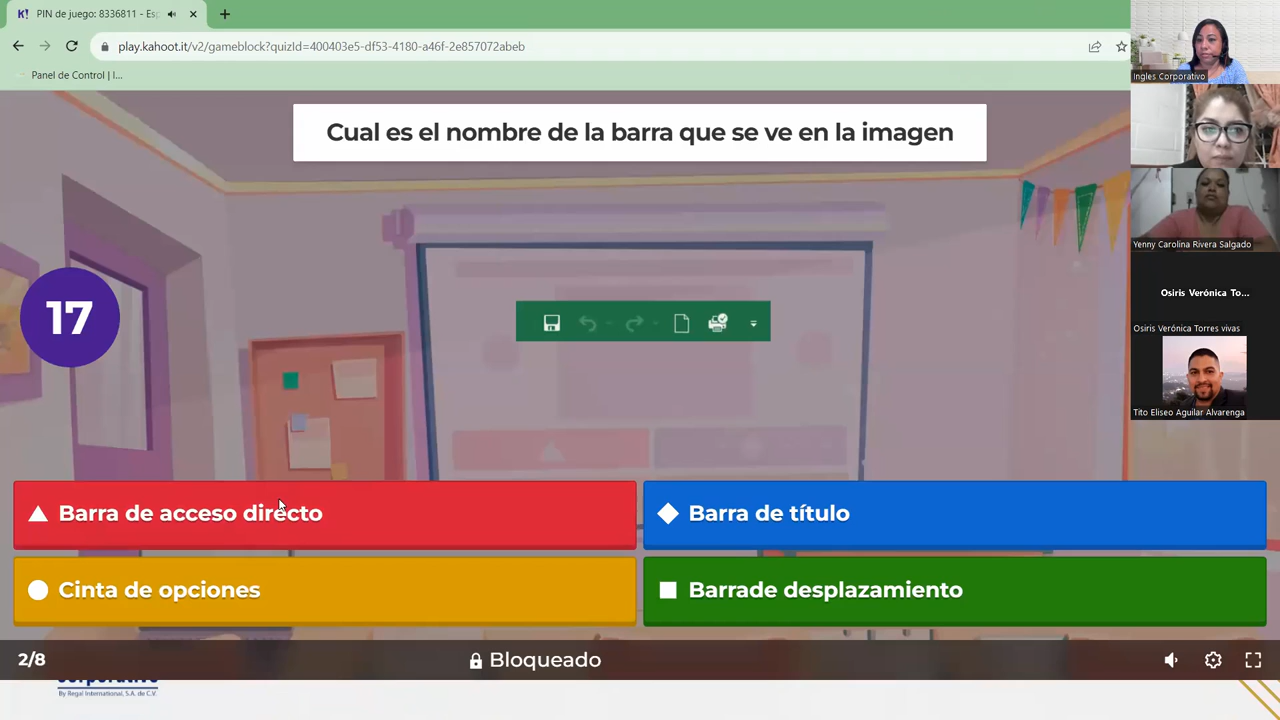 PIN de juego: 8336811 - Es
play.kahoot.it/v2/gameblock?quizId=400403e5-df53-4180-a46f-2e857072abeb
Panel de Control | I...
Ingles Corporativo
Cual es el nombre de la barra que se ve en la imagen
Yenny Carolina Rivera Salgado
Osiris Verónica To...
Osiris Verónica Torres vivas
17
Tito Eliseo Aguilar Alvarenga
Barra de acceso directo
Barra de título
Cinta de opciones
Barrade desplazamiento
2/8
Bloqueado
By Regal International, S.A. de C.V.